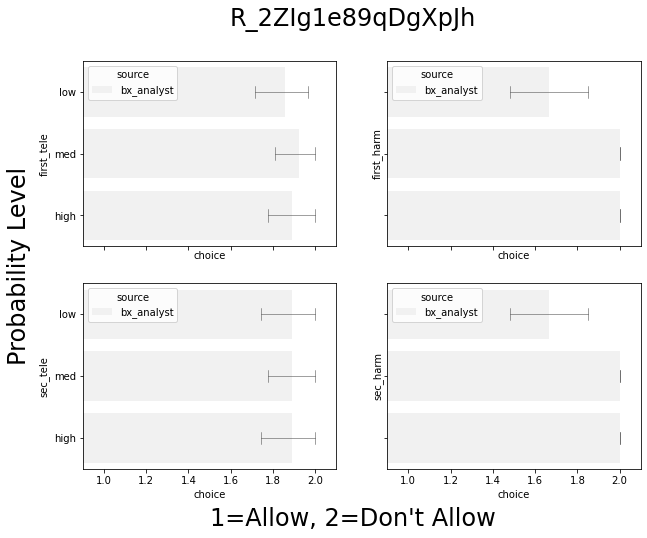 R_2ZIg1e89qDgXpJh
source
bx_analyst
low
med
high
first_tele
choice
source
bx_analyst
first_harm
choice
Probability Level
source
bx_analyst
low
med
high
sec_tele
1.0 1.2 1.4 1.6 1.8 2.0
choice
source
bx_analyst
sec_harm
1.0 1.2 1.4 1.6 1.8 2.0
choice
1=Allow, 2=Don't Allow